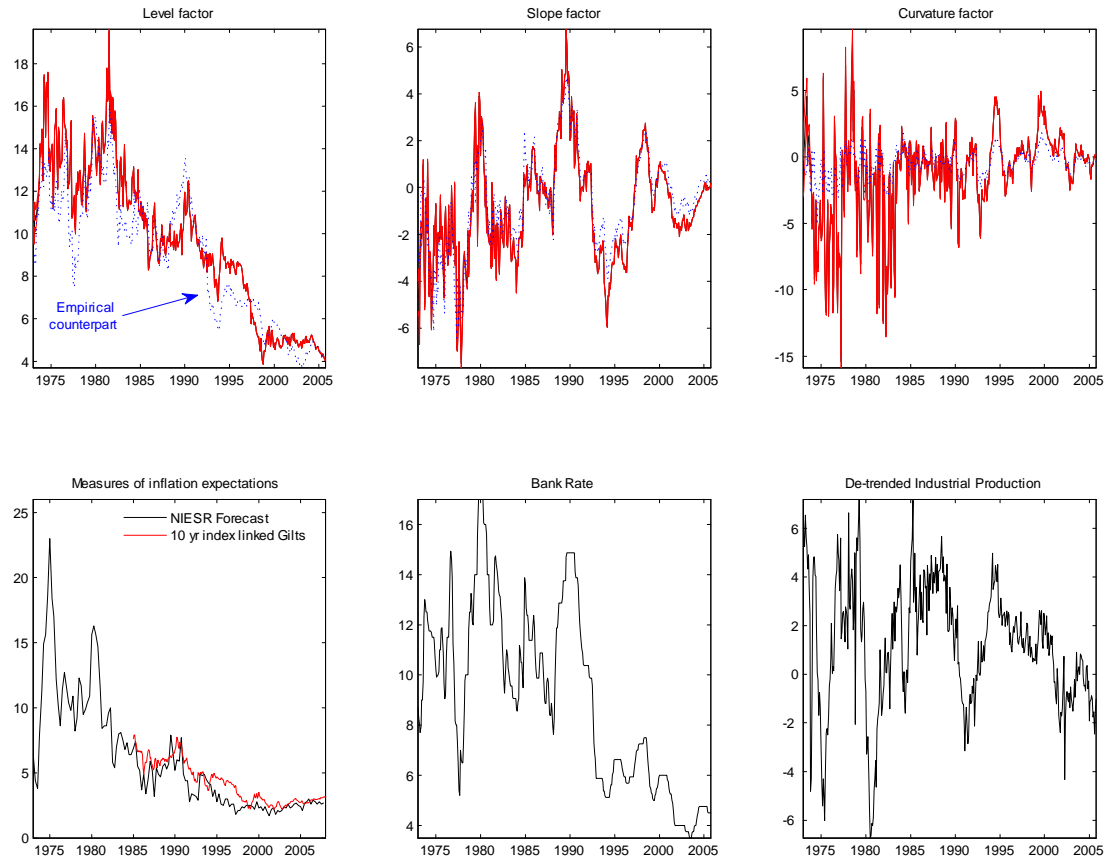 Level factor
18
16
14
12
10
8
6
4
Empirical
counterpart
1975 1980 1985 1990 1995 2000 2005
Slope factor
6
4
2
0
-2
-4
-6
1975 1980 1985 1990 1995 2000 2005
Curvature factor
5
0
-5
-10
-15
1975 1980 1985 1990 1995 2000 2005
Measures of inflation expectations
25
20
15
10
5
0
NIESR Forecast
10 yr index linked Gilts
1975 1980 1985 1990 1995 2000 2005
Bank Rate
16
14
12
10
8
6
4
1975 1980 1985 1990 1995 2000 2005
De-trended Industrial Production
6
4
2
0
-2
-4
-6
1975 1980 1985 1990 1995 2000 2005